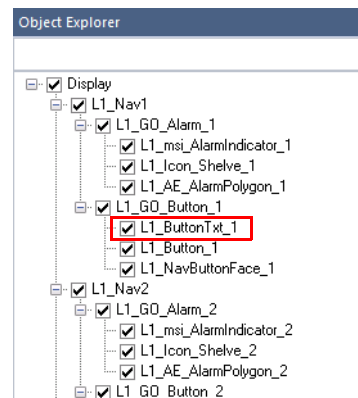 Object Explorer
Display
L1_Nav1
L1_GO_Alarm_1
L1_msi_AlarmIndicator_1
L1_Icon_Shelve_1
L1_AE_AlarmPolygon_1
L1_GO_Button_1
L1_ButtonTxt_1
L1_Button_1
L1_NavButtonFace_1
L1_Nav2
L1_GO_Alarm_2
L1_msi_AlarmIndicator_2
L1_Icon_Shelve_2
L1_AE_AlarmPolygon_2
L1_GO_Button_2